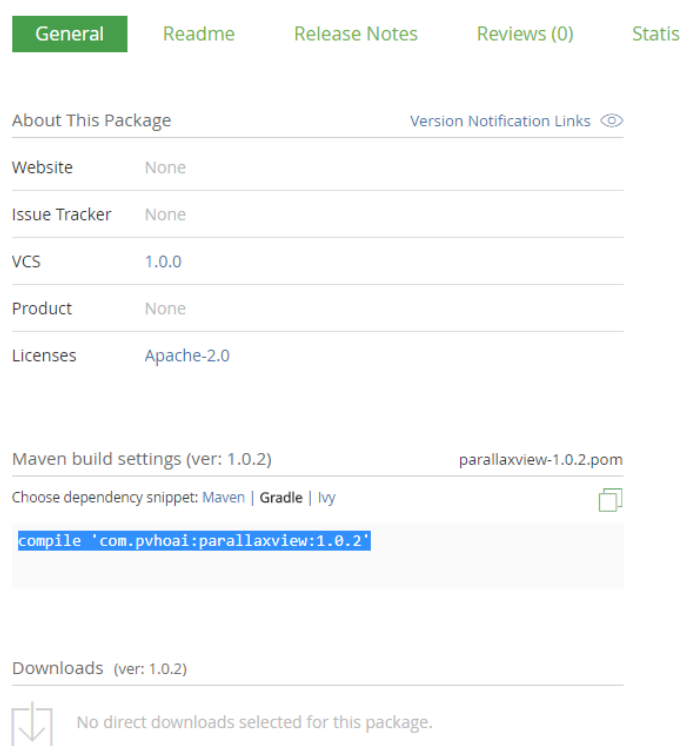 General Readme Release Notes Reviews (0) Statis
About This Package Version Notification Links
Website None
Issue Tracker None
VCS 1.0.0
Product None
Licenses Apache-2.0
Maven build settings (ver: 1.0.2) parallaxview-1.0.2.pom
Choose dependency snippet: Maven | Gradle | Ivy
compile 'com.pvhoai:parallaxview:1.0.2'
Downloads (ver: 1.0.2)
No direct downloads selected for this package.